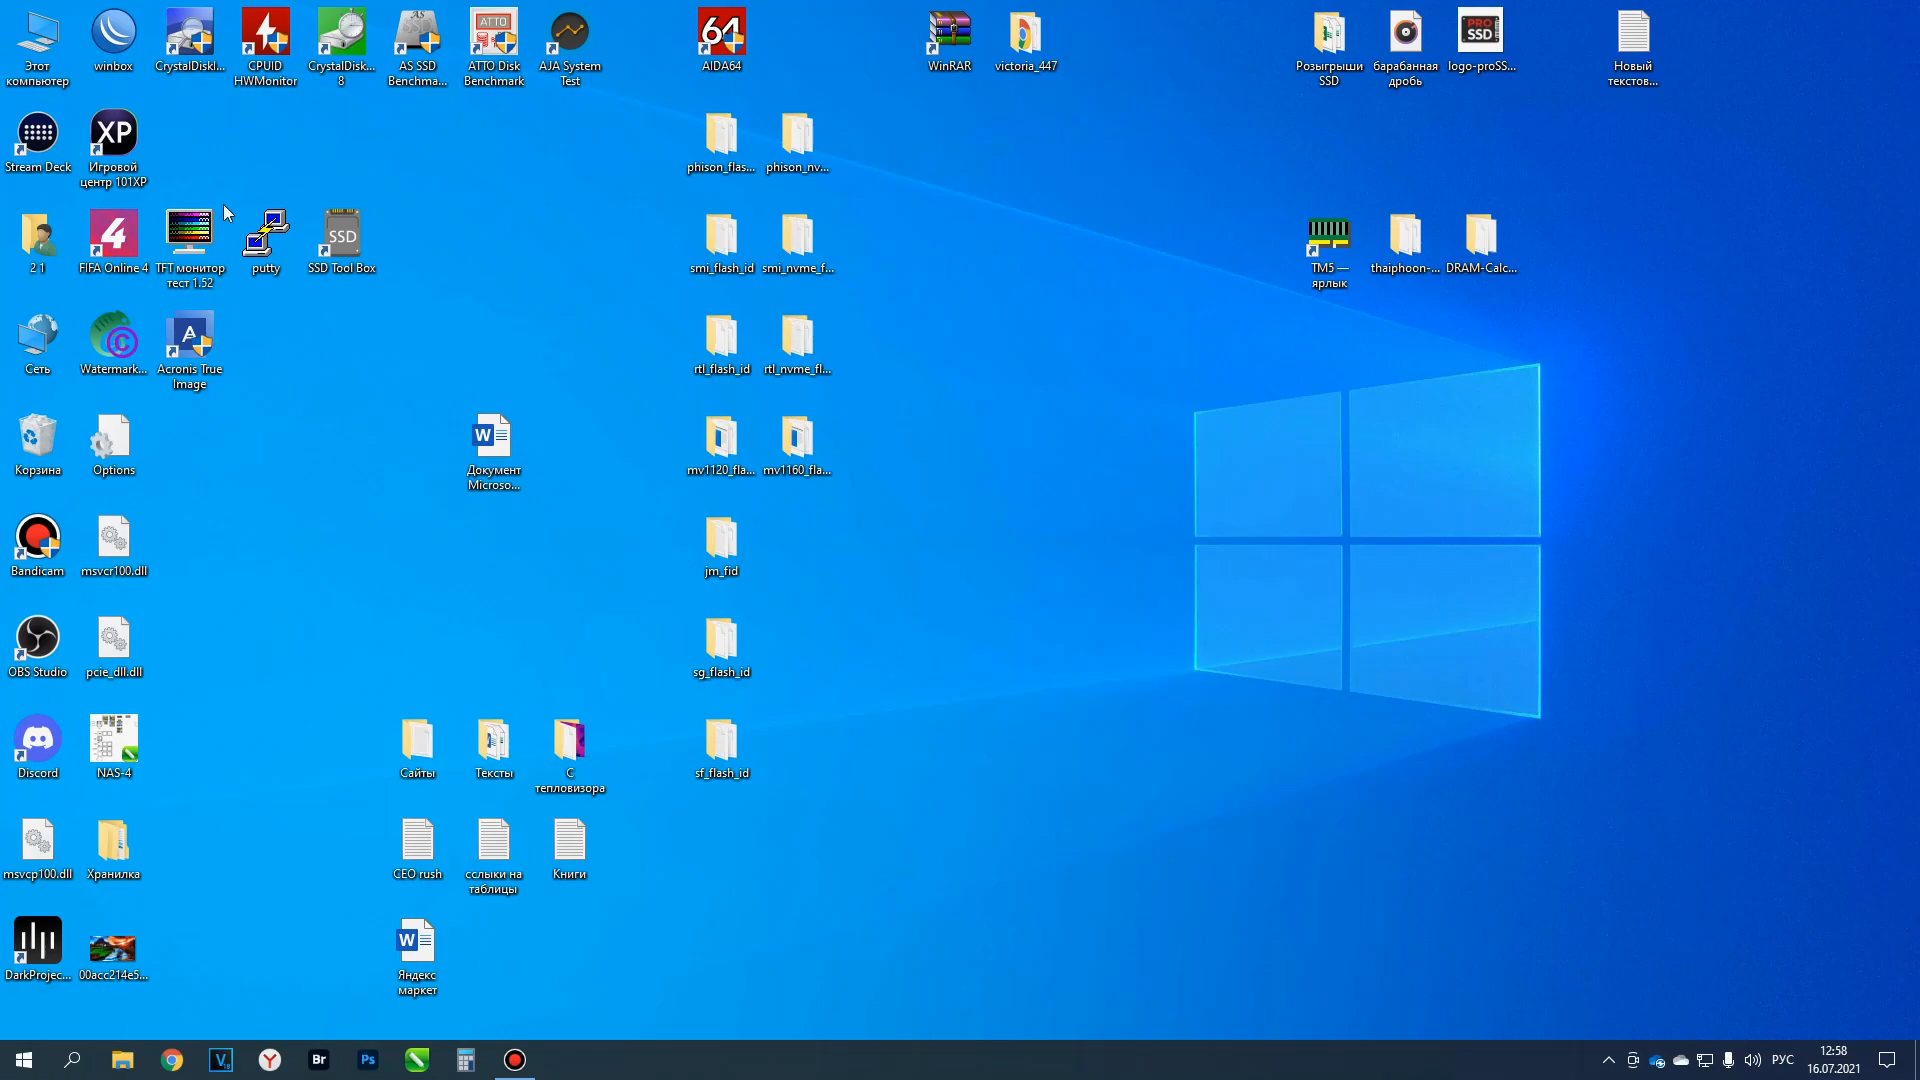 Этот
компьютер
winbox
CrystalDiskI...
CPUID
HWMonitor
CrystalDisk...
8
AS SSD
Benchma...
ATTO Disk
Benchmark
AJA System
Test
AIDA64
WinRAR
victoria_447
Розыгрыши
SSD
барабанная
дробь
logo-proSS...
Новый
текстов...
Stream Deck
Игровой
центр 101XP
phison_flas...
phison_nv...
2 1
FIFA Online 4
TFT монитор
тест 1.52
putty
SSD Tool Box
smi_flash_id
smi_nvme_f...
TM5 —
ярлык
thaiphoon-...
DRAM-Calc...
Сеть
Watermark...
Acronis True
Image
rtl_flash_id
rtl_nvme_fl...
Корзина
Options
Документ
Microso...
mv1120_fla...
mv1160_fla...
Bandicam
msvcr100.dll
jm_fid
OBS Studio
pcie_dll.dll
sg_flash_id
Discord
NAS-4
Сайты
Тексты
С
тепловизора
sf_flash_id
msvcp100.dll
Хранилка
CEO rush
сслыки на
таблицы
Книги
DarkProjec...
00acc214e5...
Яндекс
маркет
РУС
12:58
16.07.2021